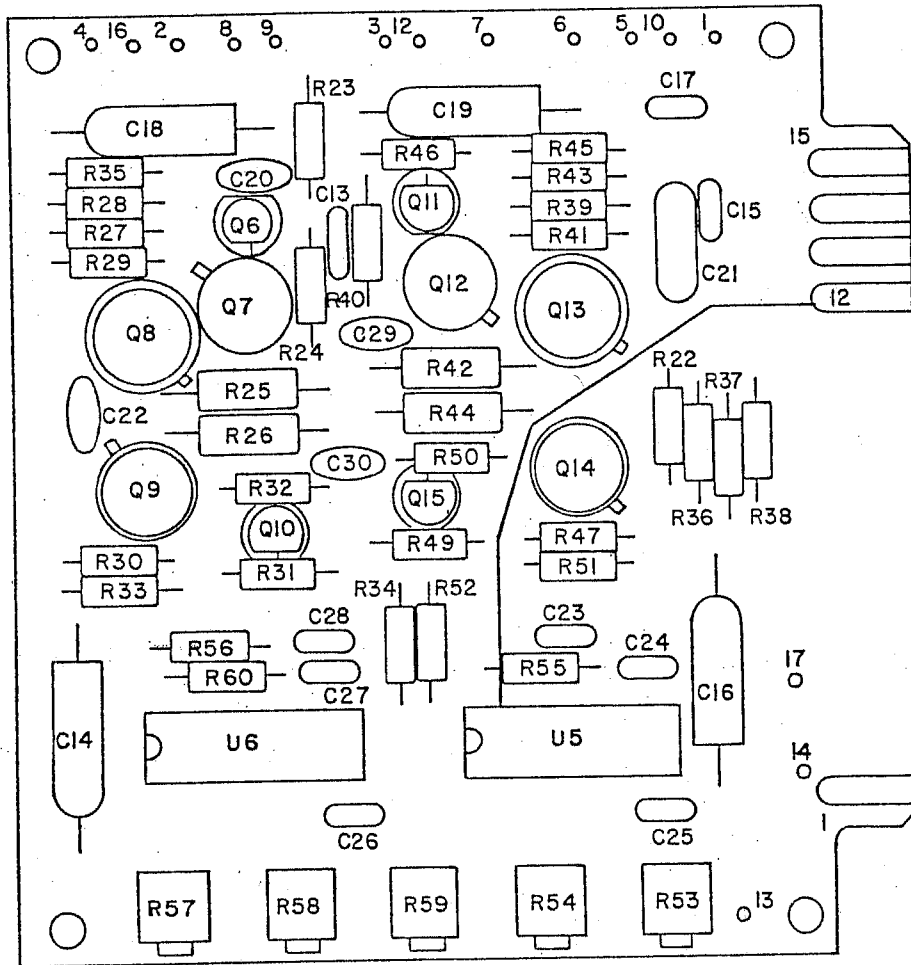 4 16 2 8 9 3 12 7 6 5 10 1
R23
C17
C18
C19
15
R46
R45
R35
C20
R43
R28
C13
Q11
R39
C15
R27
Q6
R41
R29
C21
Q7
R40
Q12
Q13
12
Q8
C29
R24
R42
R22
R37
R25
C22
R44
R26
C30
R50
Q14
Q9
R32
Q15
R36
R38
Q10
R49
R47
R30
R31
R51
R33
R34
R52
C28
C23
R56
R60
R55
C24
17
C27
C16
C14
U6
U5
14
C26
C25
1
R57
R58
R59
R54
R53
13